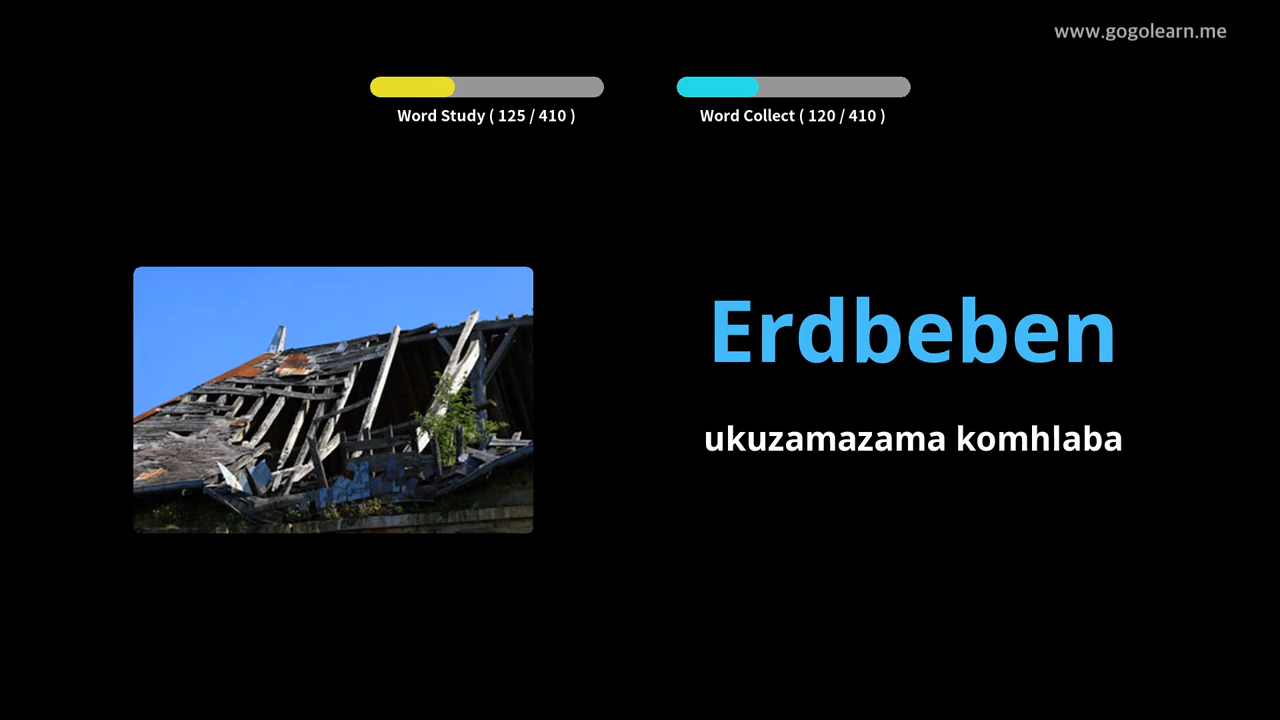 www.gogolearn.me
Word Study ( 125 / 410 )
Word Collect ( 120 / 410 )
Erdbeben
ukuzamazama komhlaba